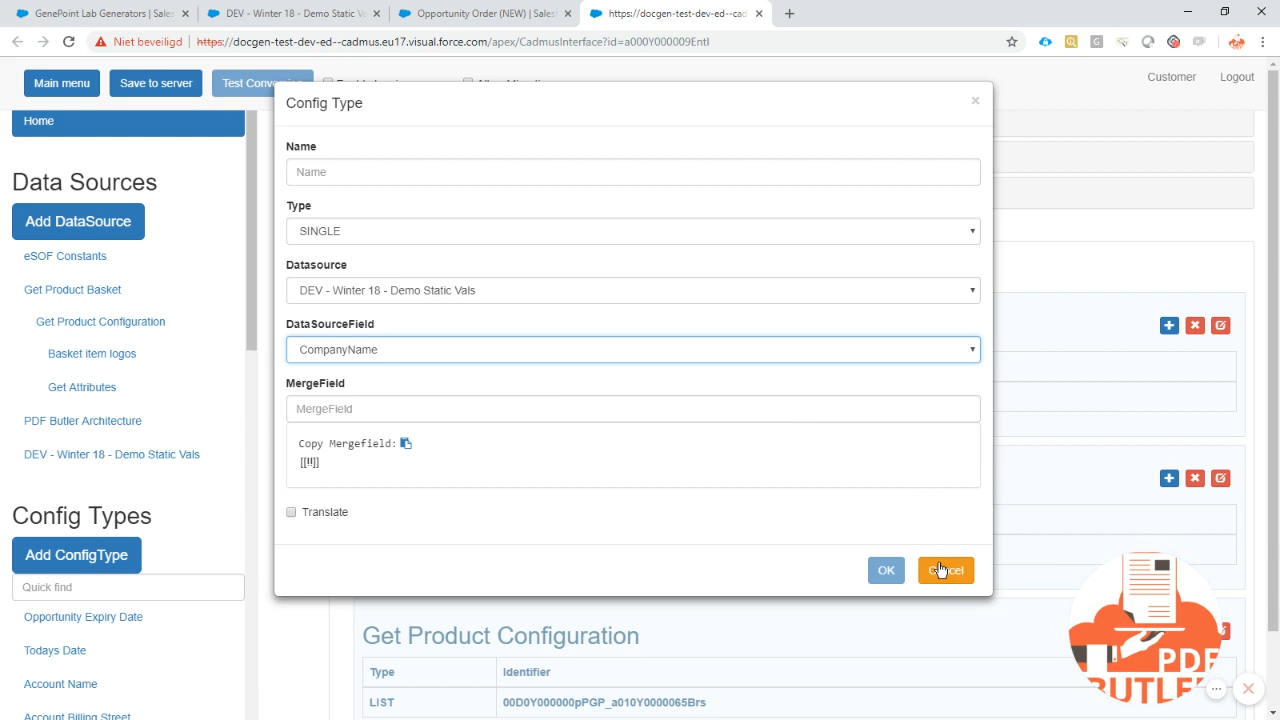 GenePoint Lab Generators | Sales
DEV - Winter 18 - Demo Static Va
Opportunity Order (NEW) | Sales
https://docgen-test-dev-ed--cad
Niet beveiligd
https://docgen-test-dev-ed--cadmus.eu17.visual.force.com/apex/CadmusInterface?id=a000Y000009EntI
Main menu
Save to server
Test Conve
Customer
Logout
Home
Data Sources
Add DataSource
eSOF Constants
Get Product Basket
Get Product Configuration
Basket item logos
Get Attributes
PDF Butler Architecture
DEV - Winter 18 - Demo Static Vals
Config Types
Add ConfigType
Quick find
Opportunity Expiry Date
Todays Date
Account Name
Account Billing Street
Config Type
×
Name
Name
Type
SINGLE
Datasource
DEV - Winter 18 - Demo Static Vals
DataSourceField
CompanyName
MergeField
MergeField
Copy Mergefield:
[[!!]]
Translate
OK
Cancel
Get Product Configuration
Type
Identifier
LIST
00D0Y000000pPGP_a010Y0000065Brs
PDF
BUTLER